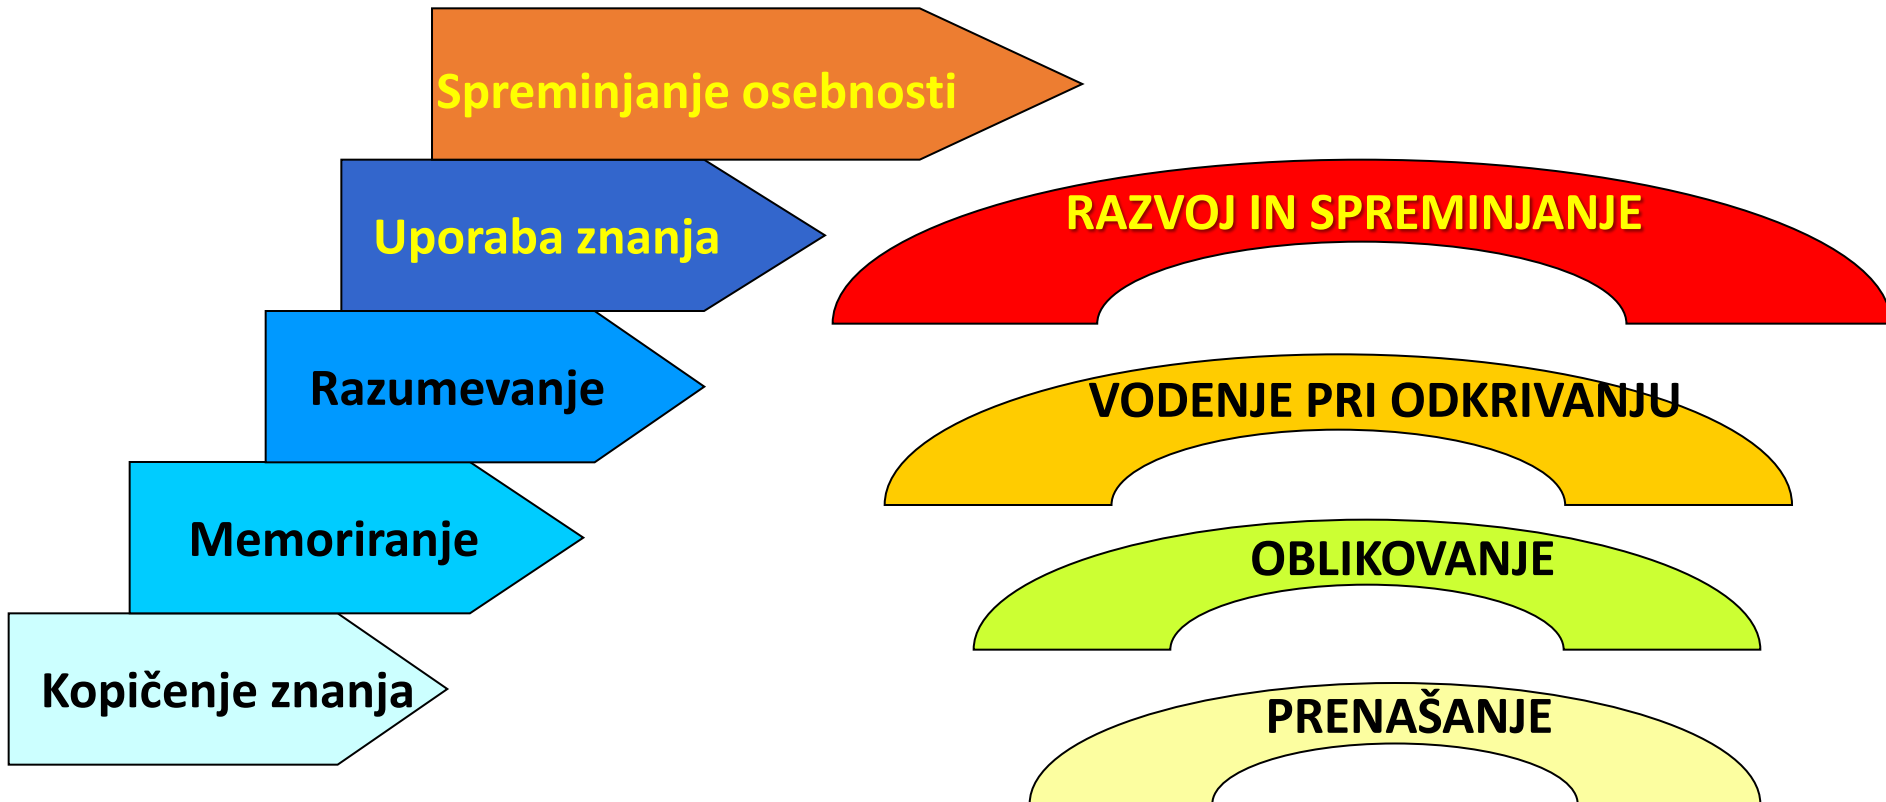 Spreminjanje osebnosti
Uporaba znanja
Razumevanje
Memoriranje
Kopičenje znanja
RAZVOJ IN SPREMINJANJE
VODENJE PRI ODKRIVANJU
OBLIKOVANJE
PRENAŠANJE